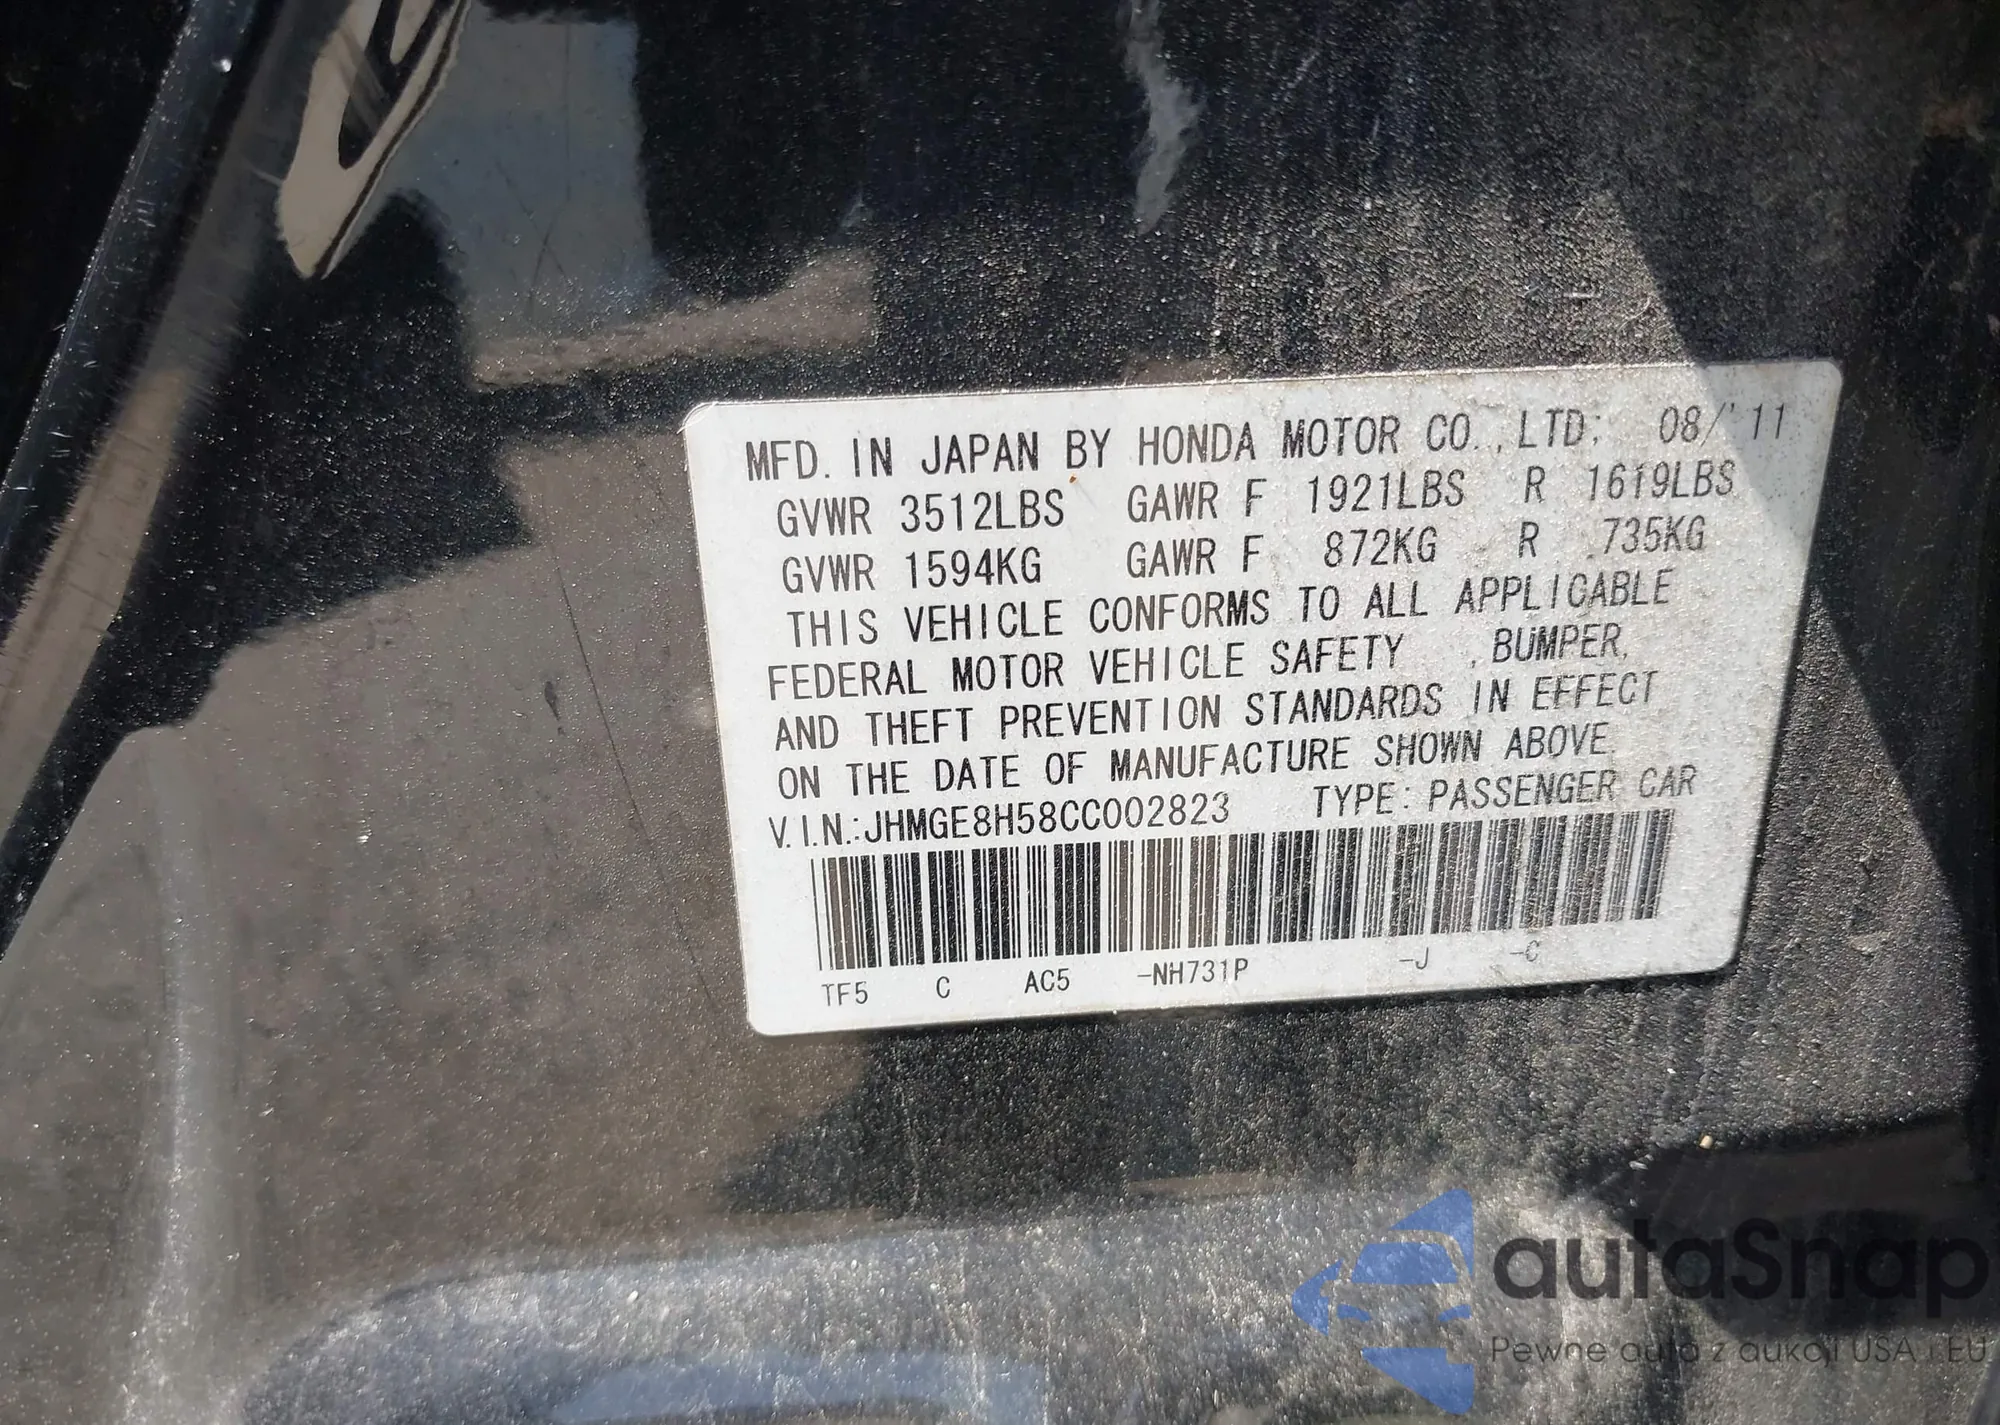 MFD. IN JAPAN BY HONDA MOTOR CO., LTD: 08/'11
GVWR 3512LBS GAWR F 1921LBS R 1619LBS
GVWR 1594KG GAWR F 872KG R 735KG
THIS VEHICLE CONFORMS TO ALL APPLICABLE
FEDERAL MOTOR VEHICLE SAFETY , BUMPER,
AND THEFT PREVENTION STANDARDS IN EFFECT
ON THE DATE OF MANUFACTURE SHOWN ABOVE.
V.I.N.:JHMGE8H58CC002823 TYPE: PASSENGER CAR
TF5 C AC5 -NH731P -J -C
autaSnap
Pewne auta z aukcji USA i EU